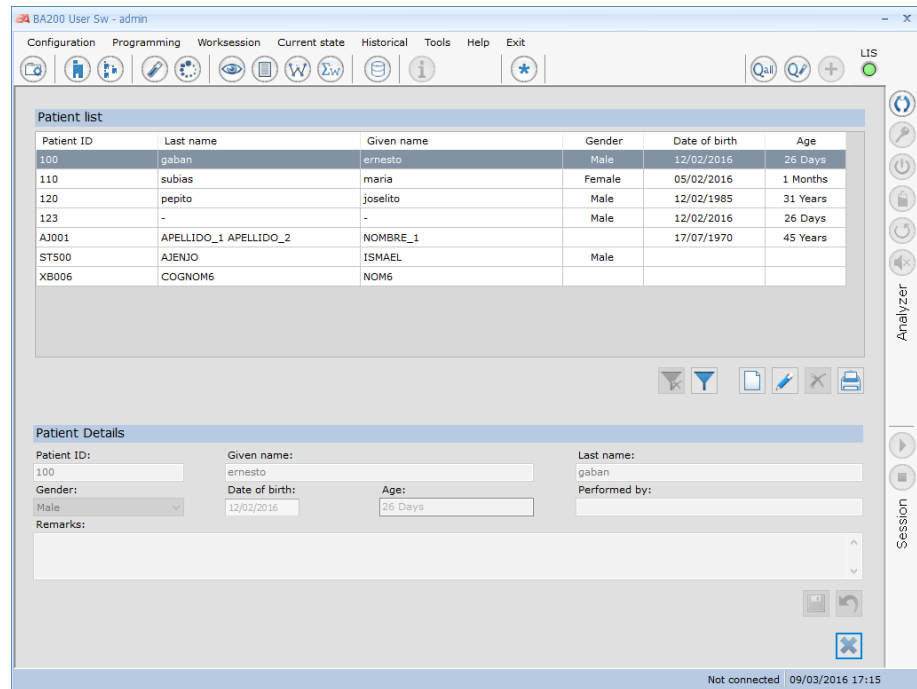 BA200 User Sw - admin
Configuration Programming Worksession Current state Historical Tools Help Exit
LIS
Qall Q
Patient list
Patient ID Last name Given name Gender Date of birth Age
100 gaban ernesto Male 12/02/2016 26 Days
110 subias maria Female 05/02/2016 1 Months
120 pepito joselito Male 12/02/1985 31 Years
123 - - Male 12/02/2016 26 Days
AJ001 APELLIDO_1 APELLIDO_2 NOMBRE_1 17/07/1970 45 Years
ST500 AJENJO ISMAEL Male
XB006 COGNOM6 NOM6
Analyzer
Patient Details
Patient ID: Given name: Last name:
100 ernesto gaban
Gender: Date of birth: Age: Performed by:
Male 12/02/2016 26 Days
Remarks:
Session
Not connected 09/03/2016 17:15